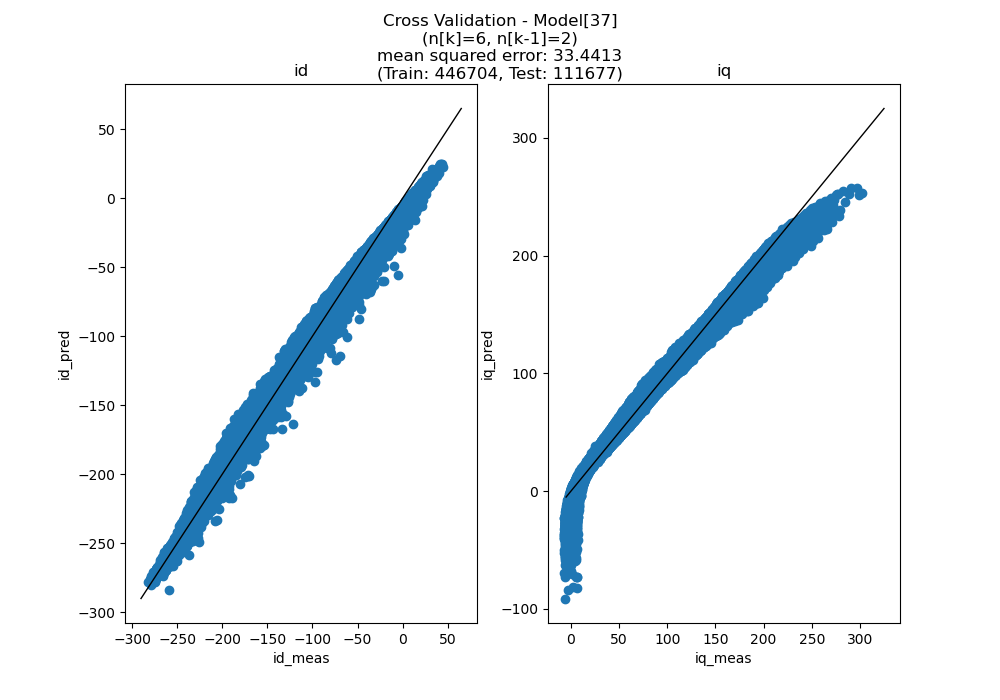 Cross Validation - Model[37]
(n[k]=6, n[k-1]=2)
mean squared error: 33.4413
(Train: 446704, Test: 111677)
id
50
0
−50
−100
−150
−200
−250
−300
id_pred
−300 −250 −200 −150 −100 −50 0 50
id_meas
iq
300
200
100
0
−100
iq_pred
0 50 100 150 200 250 300
iq_meas